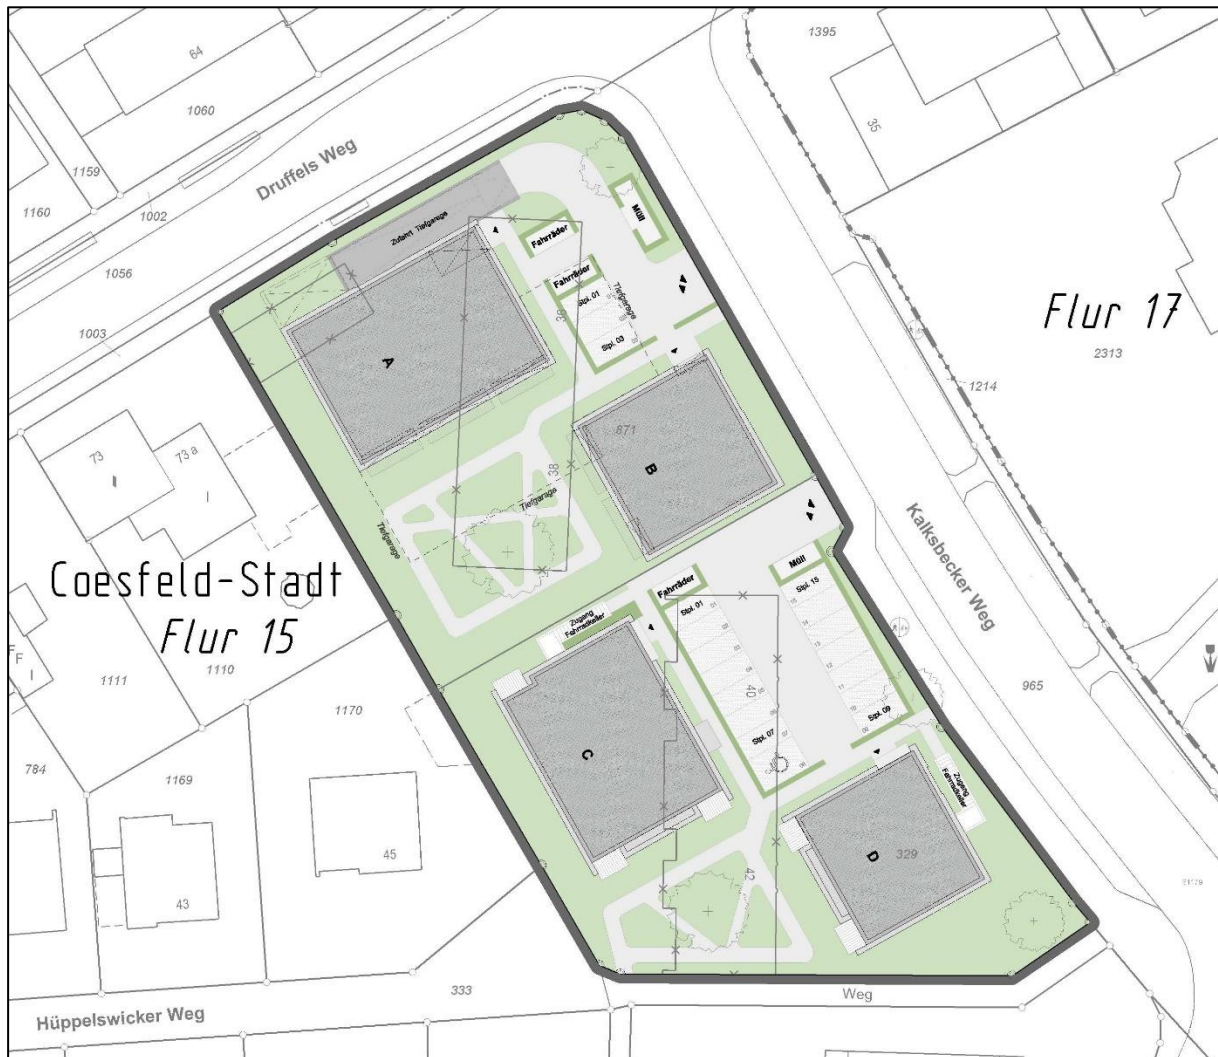 1395
64
1060
35
Druffels Weg
1159
1160
1002
Müll
Zufahrt Tiefgarage
Fahrräder
1056
Fahrräder
Stpl. 01
Tiefgarage
36
Flur 17
1003
Stpl. 03
2313
A
1214
871
73
73 a
B
38
Tiefgarage
Tiefgarage
Kalksbecker Weg
Coesfeld-Stadt
Flur 15
Müll
Fahrräder
Stpl. 15
Stpl. 01
Zugang
Fahrradkeller
F
F
1110
1111
40
965
1170
Stpl. 09
Stpl. 07
C
784
1169
Zugang
Fahrradkeller
45
D
329
42
43
333
Weg
Hüppelswicker Weg